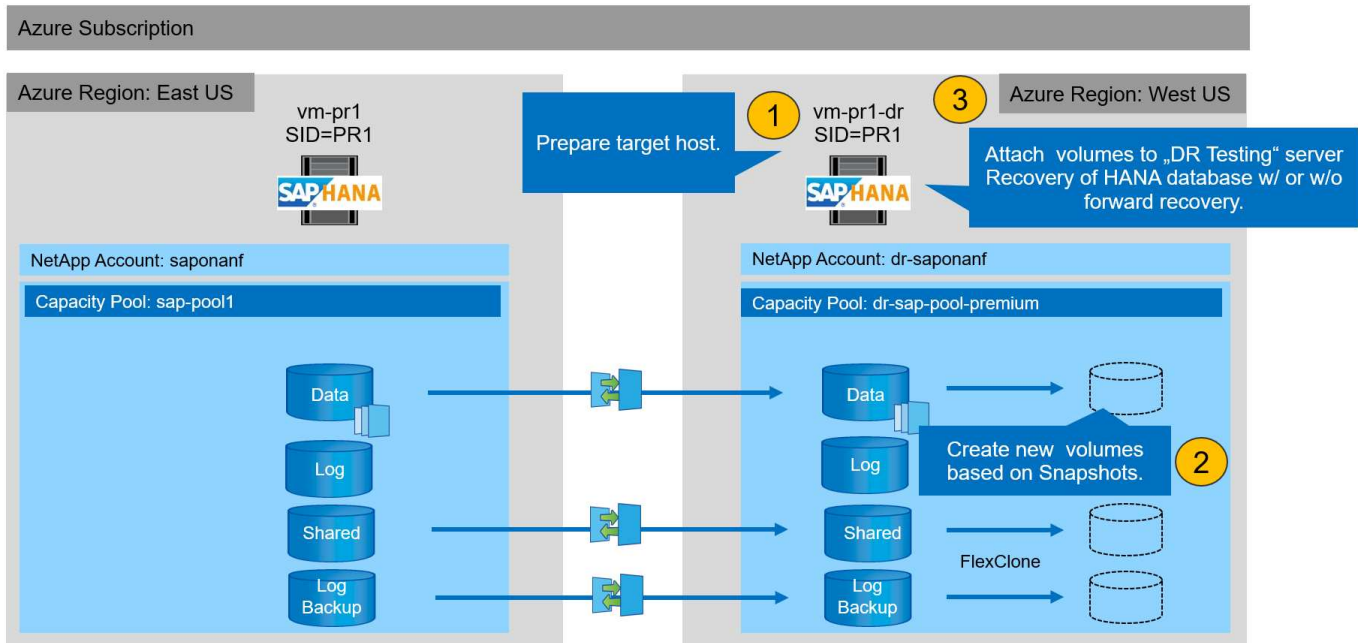 Azure Subscription
Azure Region: East US
vm-pr1
SID=PR1
SAP HANA
NetApp Account: saponanf
Capacity Pool: sap-pool1
Data
Log
Shared
Log
Backup
Prepare target host.
1
vm-pr1-dr
SID=PR1
SAP HANA
3
Azure Region: West US
Attach volumes to „DR Testing“ server
Recovery of HANA database w/ or w/o
forward recovery.
NetApp Account: dr-saponanf
Capacity Pool: dr-sap-pool-premium
Data
Log
Create new volumes
based on Snapshots.
2
Shared
FlexClone
Log
Backup